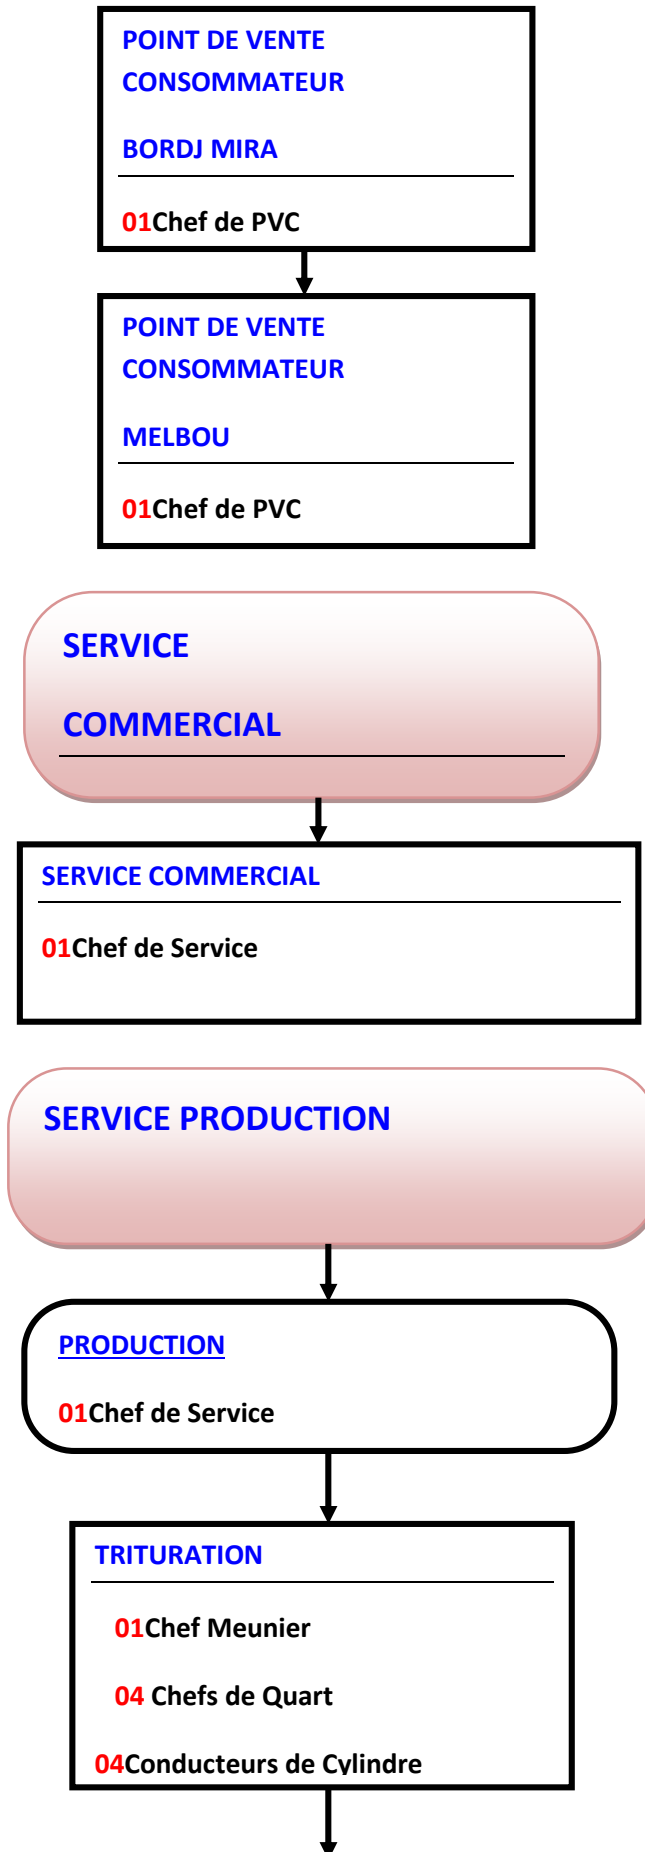 POINT DE VENTE
CONSOMMATEUR
BORDJ MIRA
01Chef de PVC
POINT DE VENTE
CONSOMMATEUR
MELBOU
01Chef de PVC
SERVICE
COMMERCIAL
SERVICE COMMERCIAL
01Chef de Service
SERVICE PRODUCTION
PRODUCTION
01Chef de Service
TRITURATION
01Chef Meunier
04 Chefs de Quart
04Conducteurs de Cylindre